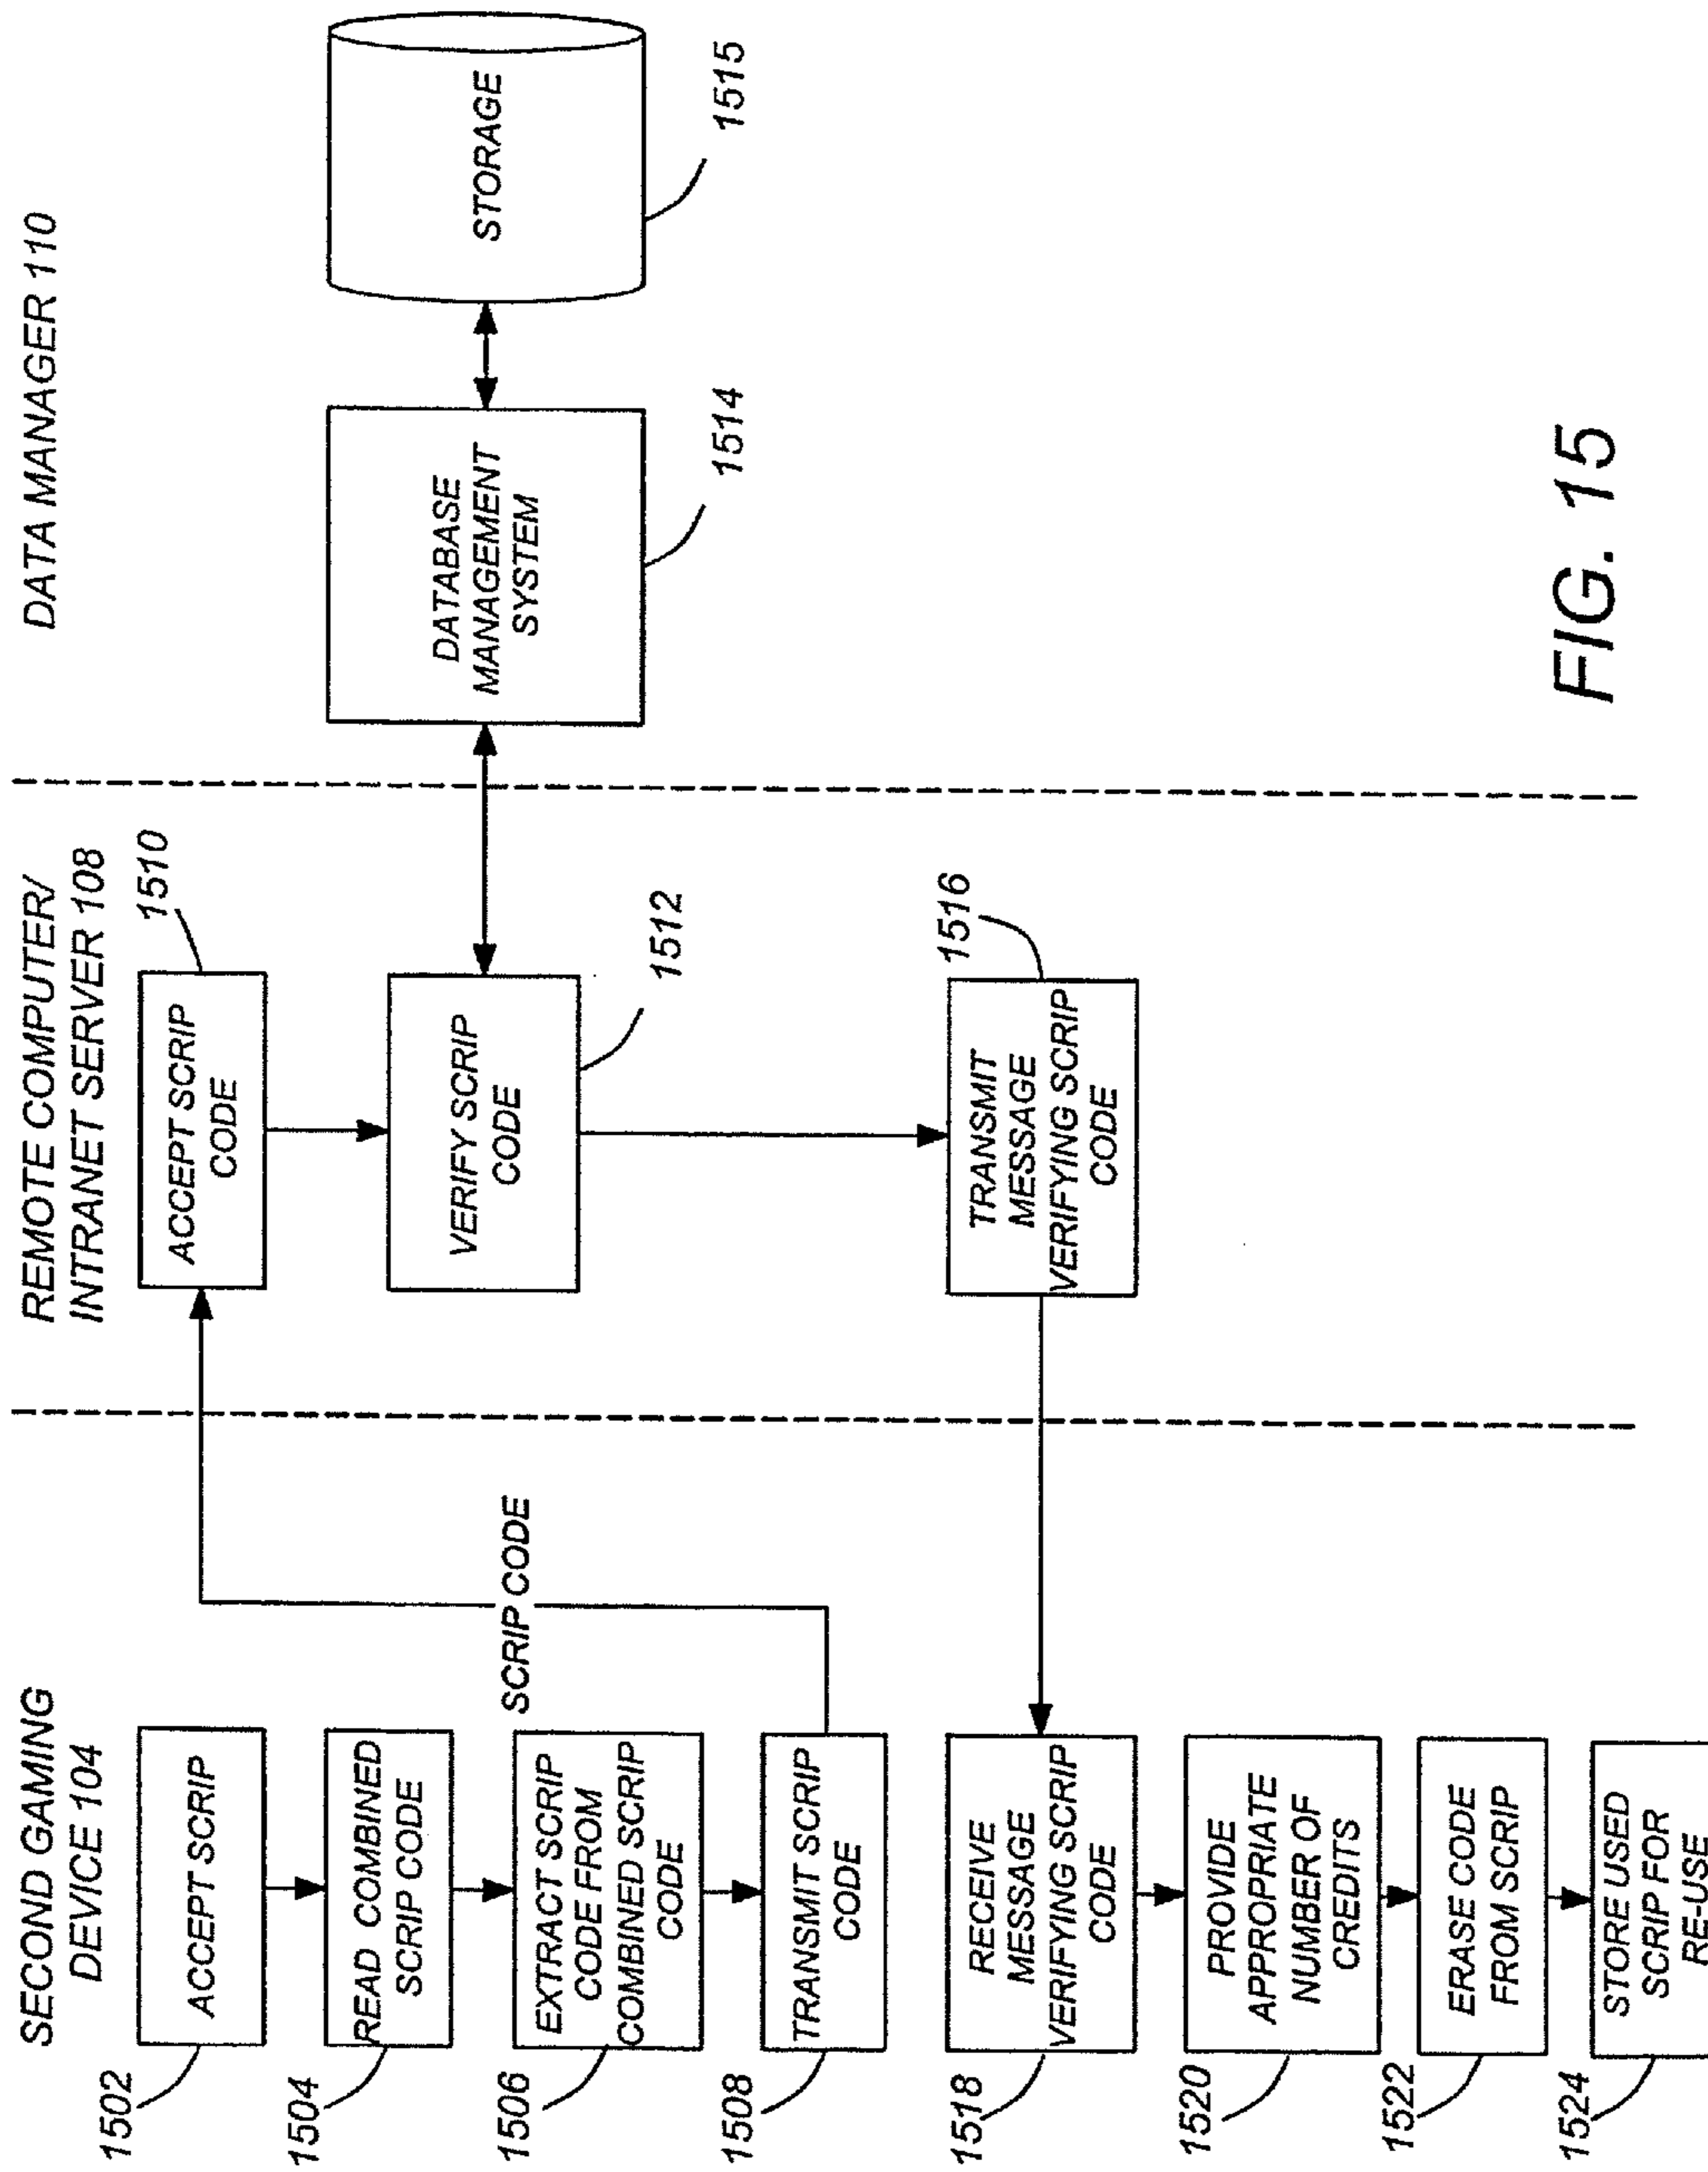 SECOND GAMING
DEVICE 104
1502
ACCEPT SCRIP
1504
READ COMBINED
SCRIP CODE
1506
EXTRACT SCRIP
CODE FROM
COMBINED SCRIP
CODE
1508
TRANSMIT SCRIP
CODE
SCRIP CODE
1518
RECEIVE
MESSAGE
VERIFYING SCRIP
CODE
1520
PROVIDE
APPROPRIATE
NUMBER OF
CREDITS
1522
ERASE CODE
FROM SCRIP
1524
STORE USED
SCRIP FOR
RE-USE
REMOTE COMPUTER/
INTRANET SERVER 108
1510
ACCEPT SCRIP
CODE
VERIFY SCRIP
CODE
1512
1516
TRANSMIT
MESSAGE
VERIFYING SCRIP
CODE
DATA MANAGER 110
DATABASE
MANAGEMENT
SYSTEM
1514
STORAGE
1515
FIG. 15